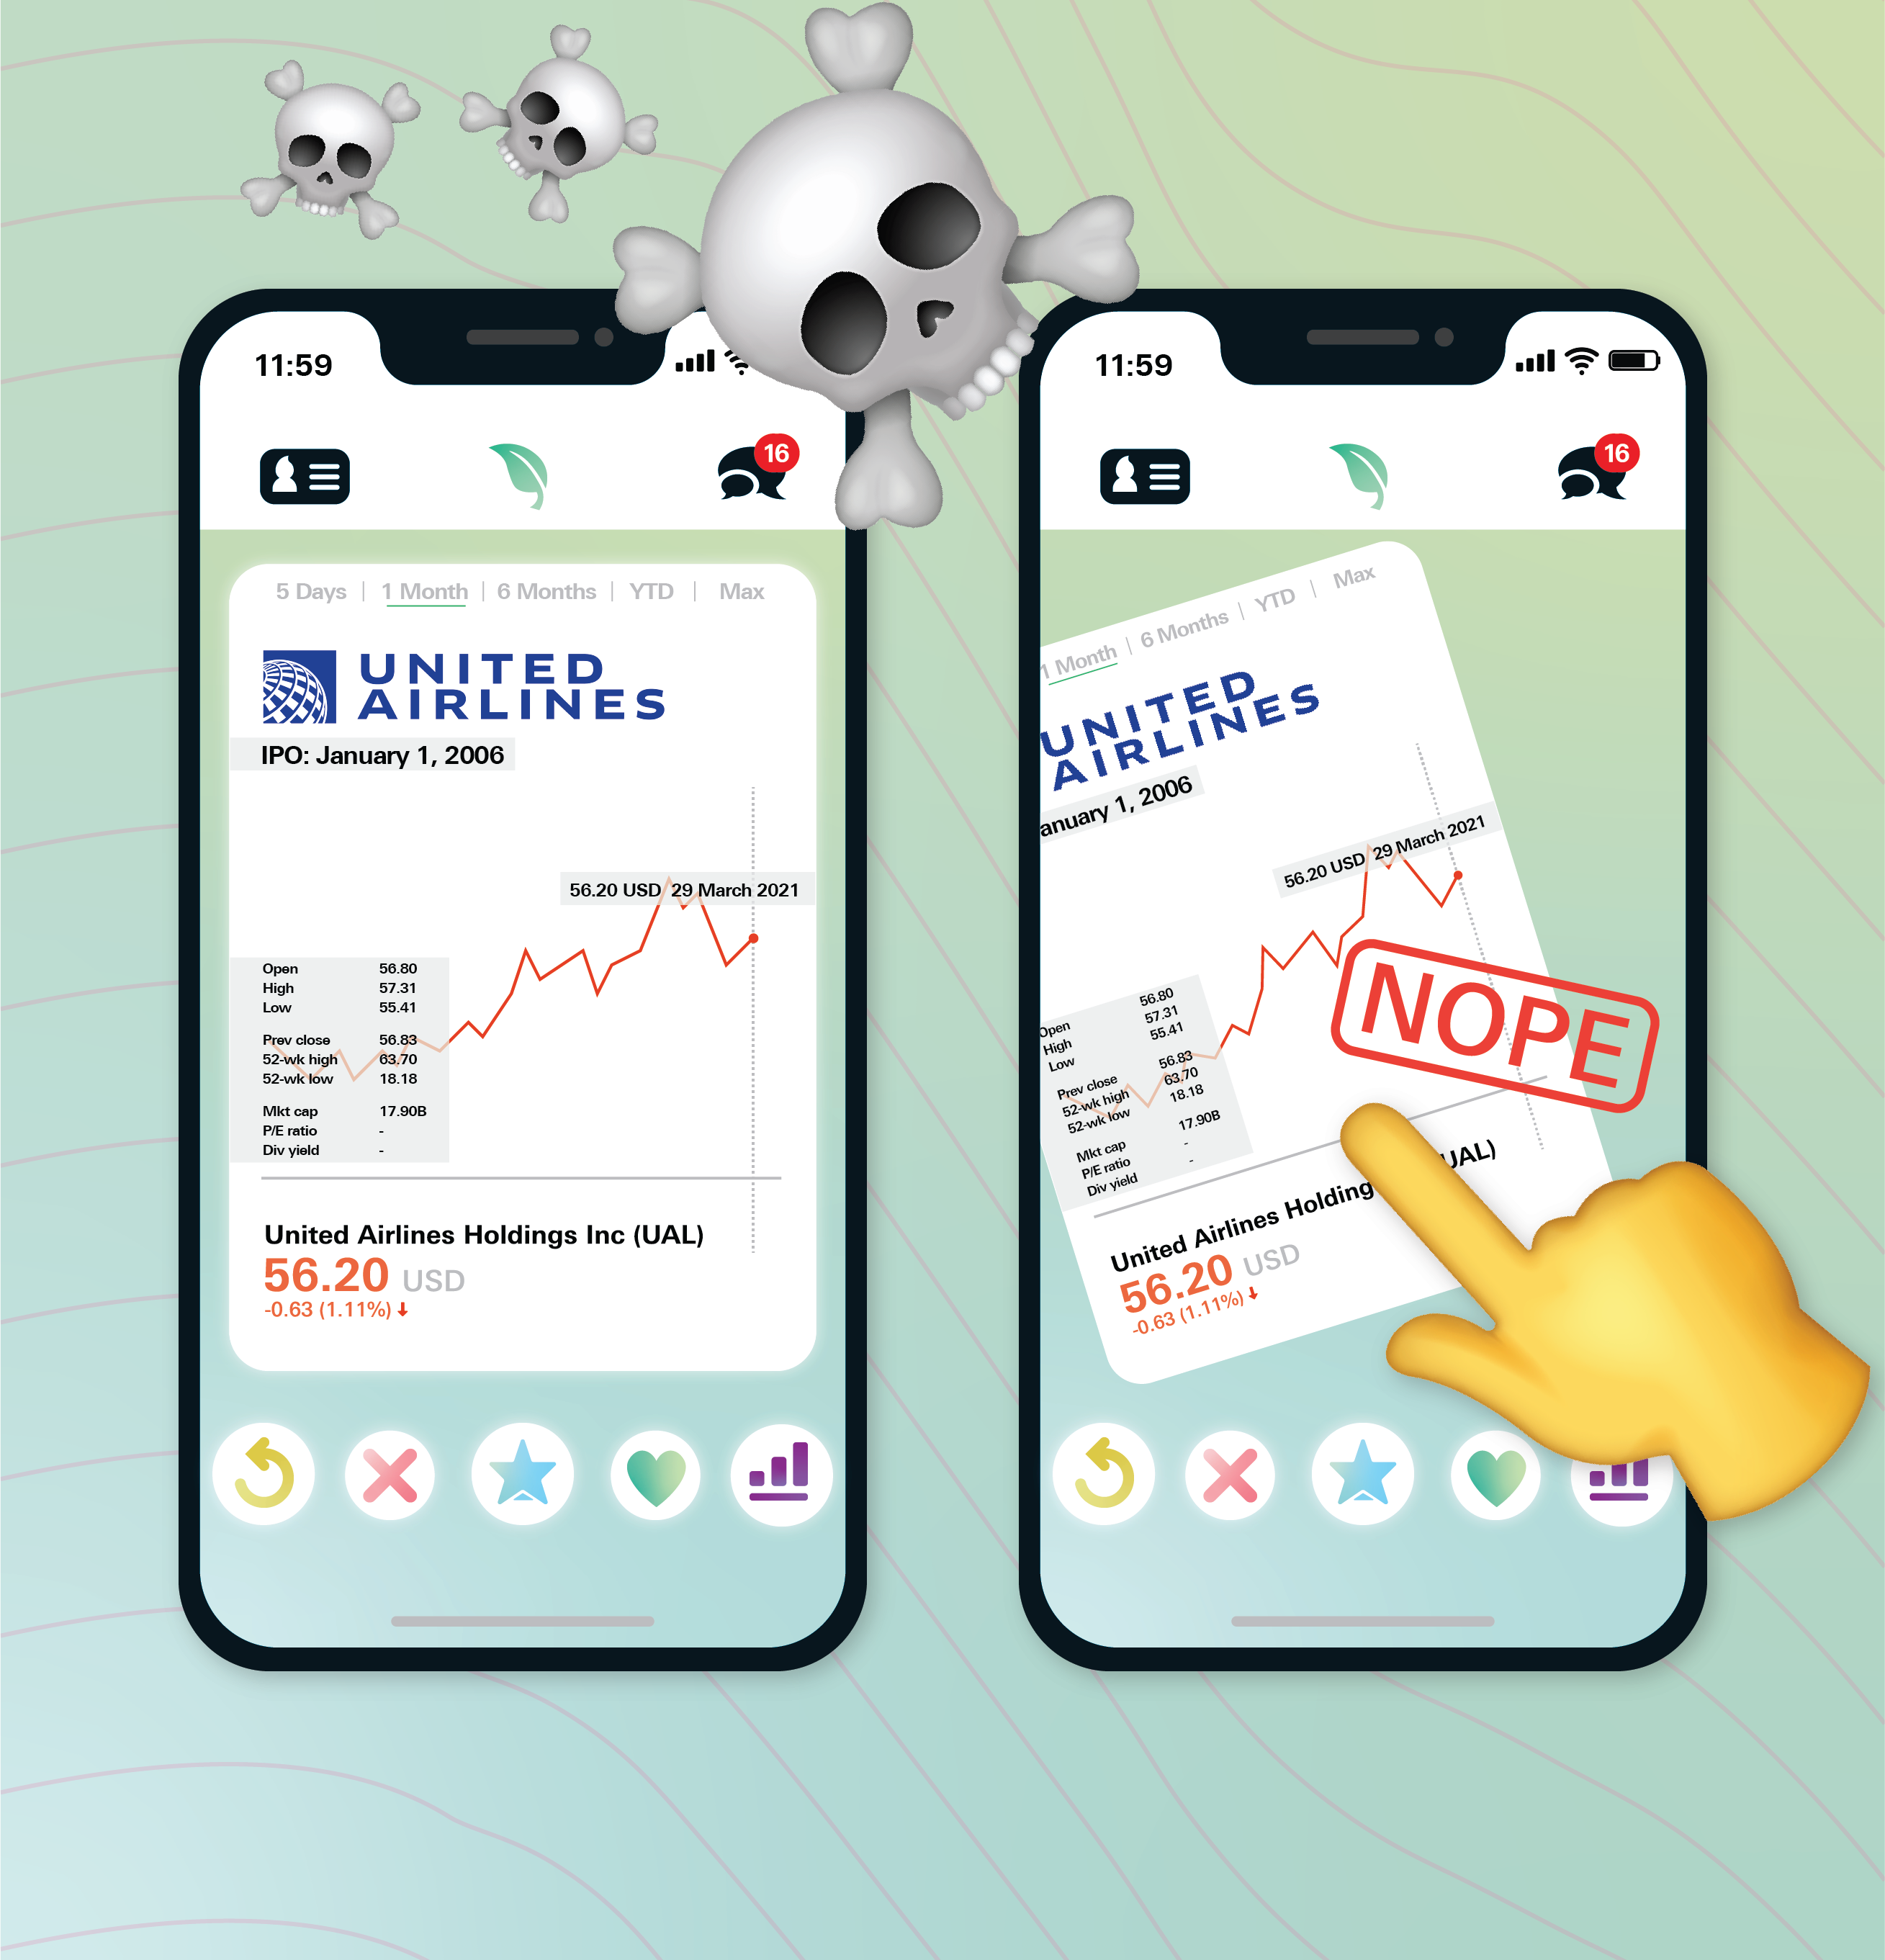 11:59
16
5 Days | 1 Month | 6 Months | YTD | Max
UNITED
AIRLINES
IPO: January 1, 2006
56.20 USD 29 March 2021
Open 56.80
High 57.31
Low 55.41
Prev close 56.83
52-wk high 63.70
52-wk low 18.18
Mkt cap 17.90B
P/E ratio -
Div yield -
United Airlines Holdings Inc (UAL)
56.20 USD
-0.63 (1.11%)
11:59
16
1 Month | 6 Months | YTD | Max
UNITED
AIRLINES
anuary 1, 2006
56.20 USD 29 March 2021
NOPE
Open 56.80
High 57.31
Low 55.41
Prev close 56.83
52-wk high 63.70
52-wk low 18.18
Mkt cap 17.90B
P/E ratio -
Div yield -
United Airlines Holding UAL)
56.20 USD
-0.63 (1.11%)